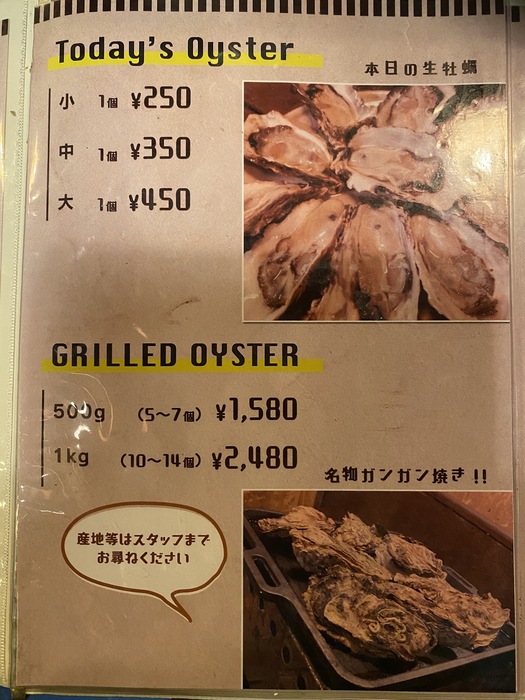 Today's Oyster
本日の生牡蠣
小 1個 ¥250
中 1個 ¥350
大 1個 ¥450
GRILLED OYSTER
500g (5〜7個) ¥1,580
1kg (10〜14個) ¥2,480
名物ガンガン焼き!!
産地等はスタッフまで
お尋ねください